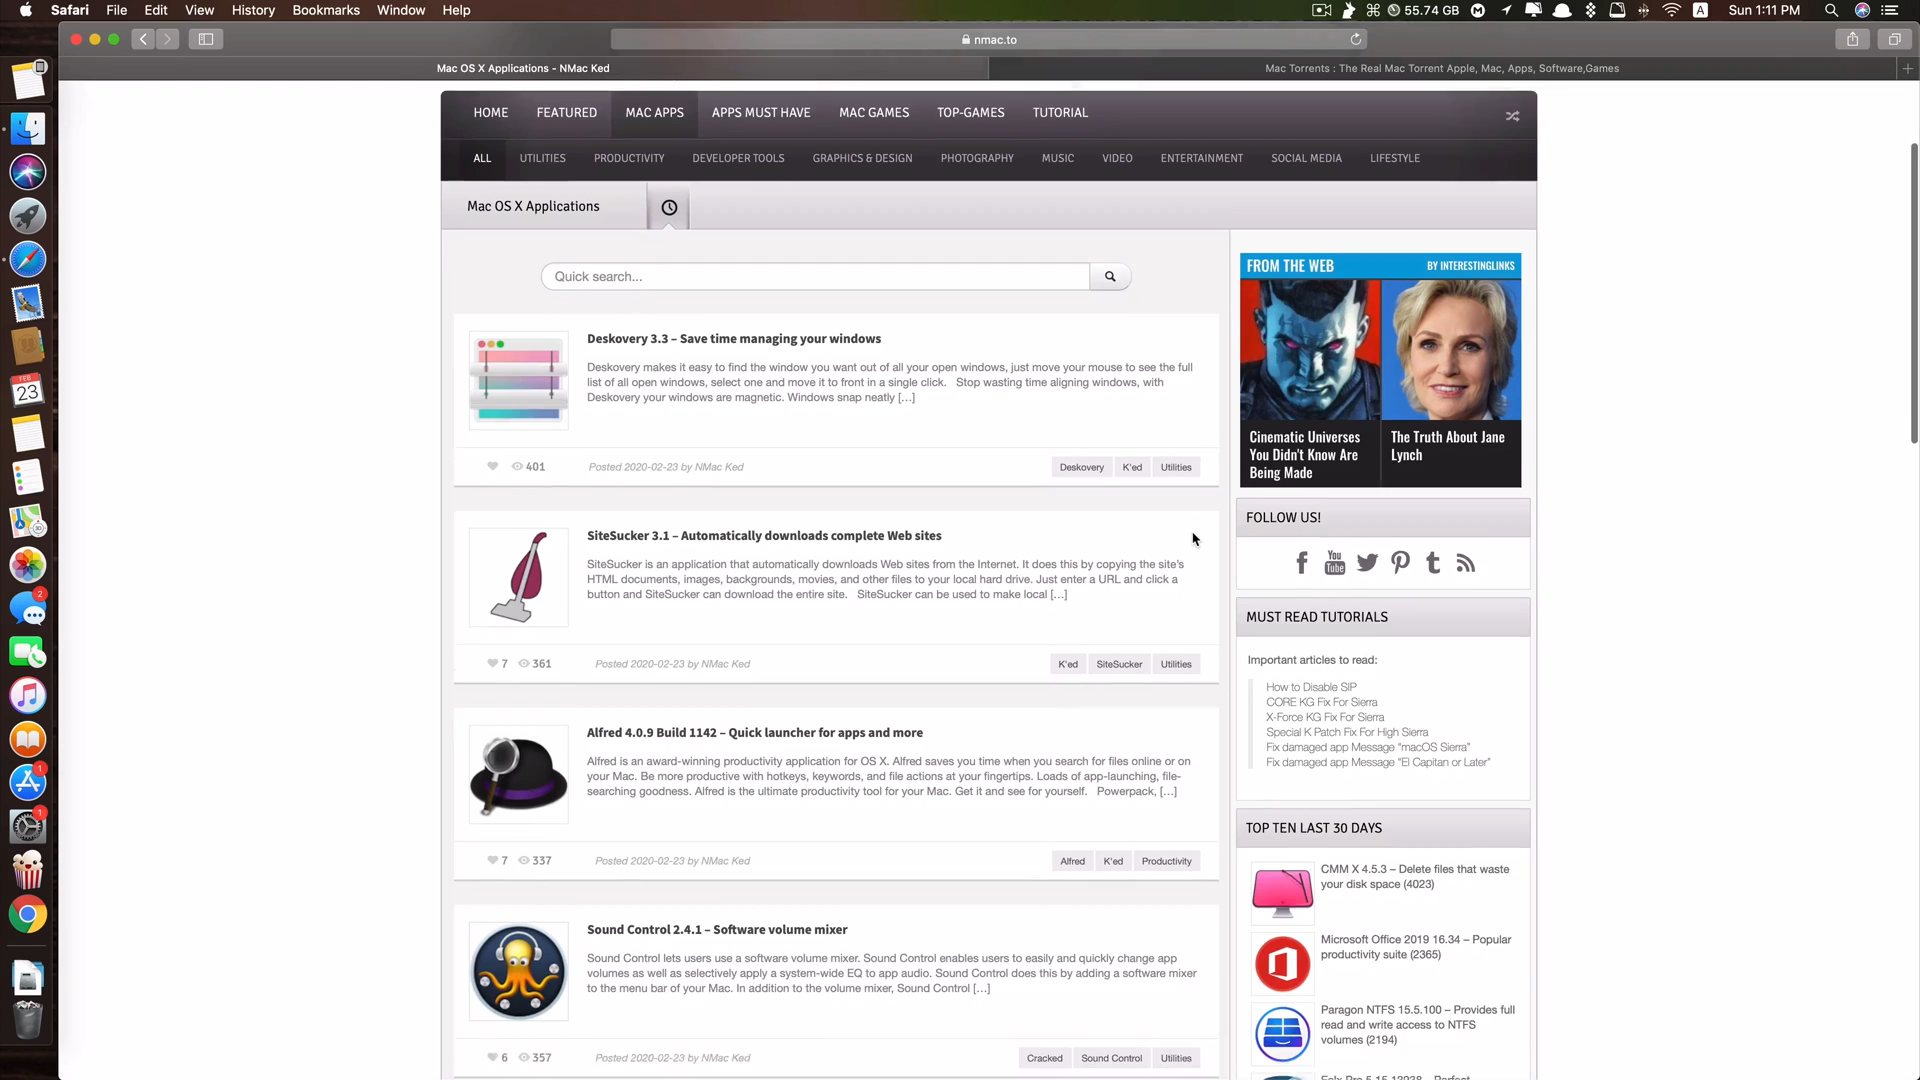 Safari File Edit View History Bookmarks Window Help
55.74 GB
Sun 1:11 PM
nmac.to
Mac OS X Applications - NMac Ked
Mac Torrents : The Real Mac Torrent Apple, Mac, Apps, Software,Games
HOME FEATURED MAC APPS APPS MUST HAVE MAC GAMES TOP-GAMES TUTORIAL
ALL UTILITIES PRODUCTIVITY DEVELOPER TOOLS GRAPHICS & DESIGN PHOTOGRAPHY MUSIC VIDEO ENTERTAINMENT SOCIAL MEDIA LIFESTYLE
Mac OS X Applications
Quick search...
Deskovery 3.3 – Save time managing your windows
Deskovery makes it easy to find the window you want out of all your open windows, just move your mouse to see the full
list of all open windows, select one and move it to front in a single click. Stop wasting time aligning windows, with
Deskovery your windows are magnetic. Windows snap neatly [...]
401 Posted 2020-02-23 by NMac Ked Deskovery K'ed Utilities
SiteSucker 3.1 – Automatically downloads complete Web sites
SiteSucker is an application that automatically downloads Web sites from the Internet. It does this by copying the site's
HTML documents, images, backgrounds, movies, and other files to your local hard drive. Just enter a URL and click a
button and SiteSucker can download the entire site. SiteSucker can be used to make local [...]
7 361 Posted 2020-02-23 by NMac Ked K'ed SiteSucker Utilities
Alfred 4.0.9 Build 1142 – Quick launcher for apps and more
Alfred is an award-winning productivity application for OS X. Alfred saves you time when you search for files online or on
your Mac. Be more productive with hotkeys, keywords, and file actions at your fingertips. Loads of app-launching, file-
searching goodness. Alfred is the ultimate productivity tool for your Mac. Get it and see for yourself. Powerpack, [...]
7 337 Posted 2020-02-23 by NMac Ked Alfred K'ed Productivity
Sound Control 2.4.1 – Software volume mixer
Sound Control lets users use a software volume mixer. Sound Control enables users to easily and quickly change app
volumes as well as selectively apply a system-wide EQ to app audio. Sound Control does this by adding a software mixer
to the menu bar of your Mac. In addition to the volume mixer, Sound Control [...]
6 357 Posted 2020-02-23 by NMac Ked Cracked Sound Control Utilities
FROM THE WEB BY INTERESTINGLINKS
Cinematic Universes
You Didn't Know Are
Being Made
The Truth About Jane
Lynch
FOLLOW US!
You
Tube
MUST READ TUTORIALS
Important articles to read:
How to Disable SIP
CORE KG Fix For Sierra
X-Force KG Fix For Sierra
Special K Patch Fix For High Sierra
Fix damaged app Message “macOS Sierra”
Fix damaged app Message “El Capitan or Later”
TOP TEN LAST 30 DAYS
CMM X 4.5.3 – Delete files that waste
your disk space (4023)
Microsoft Office 2019 16.34 – Popular
productivity suite (2365)
Paragon NTFS 15.5.100 – Provides full
read and write access to NTFS
volumes (2194)
FEB
23
2
1
1